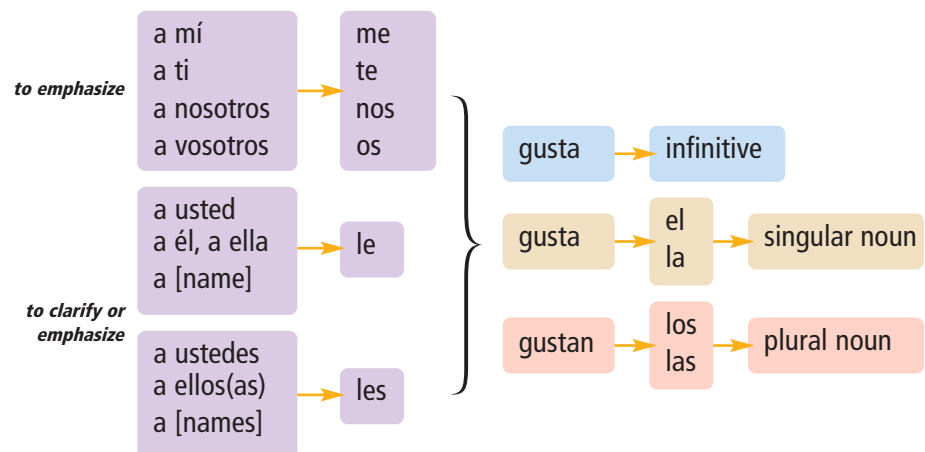 to emphasize
a mí
a ti
a nosotros
a vosotros
me
te
nos
os
to clarify or
emphasize
a usted
a él, a ella
a [name]
le
a ustedes
a ellos(as)
a [names]
les
gusta
infinitive
gusta
el
la
singular noun
gustan
los
las
plural noun